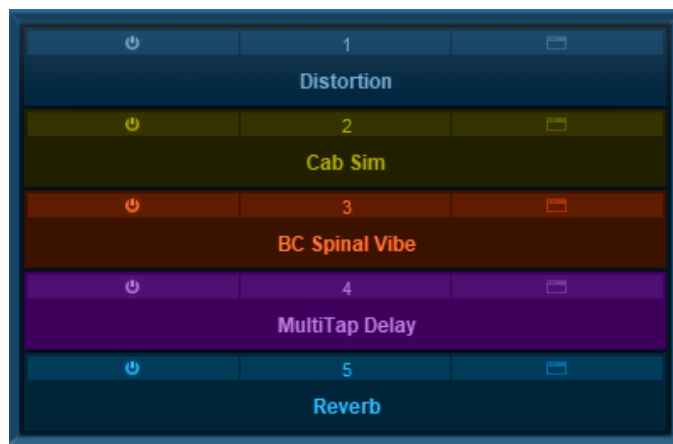 1
Distortion
2
Cab Sim
3
BC Spinal Vibe
4
MultiTap Delay
5
Reverb